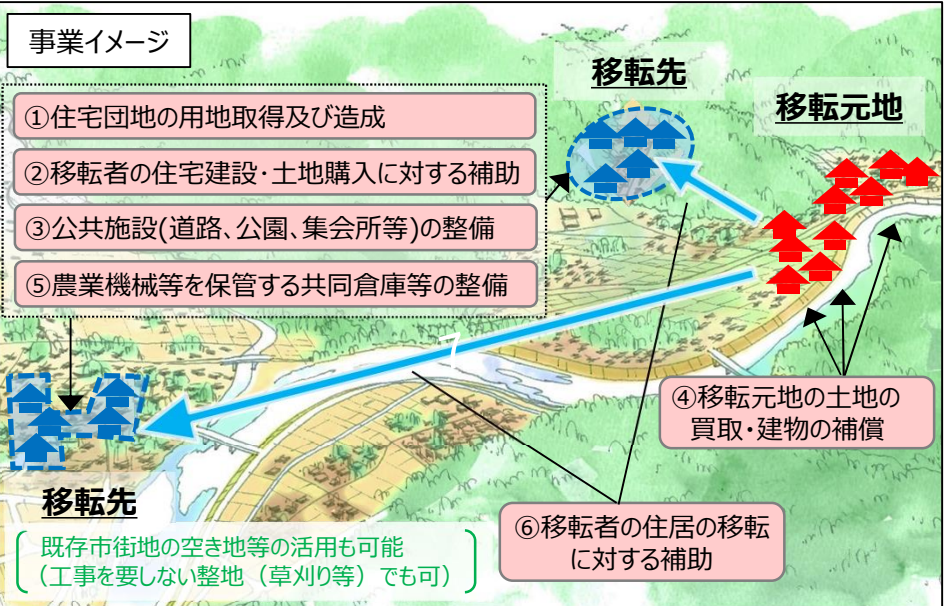 事業イメージ
移転先
移転元地
①住宅団地の用地取得及び造成
②移転者の住宅建設・土地購入に対する補助
③公共施設(道路、公園、集会所等)の整備
⑤農業機械等を保管する共同倉庫等の整備
④移転元地の土地の
買取・建物の補償
移転先
既存市街地の空き地等の活用も可能
（工事を要しない整地（草刈り等）でも可）
⑥移転者の住居の移転
に対する補助